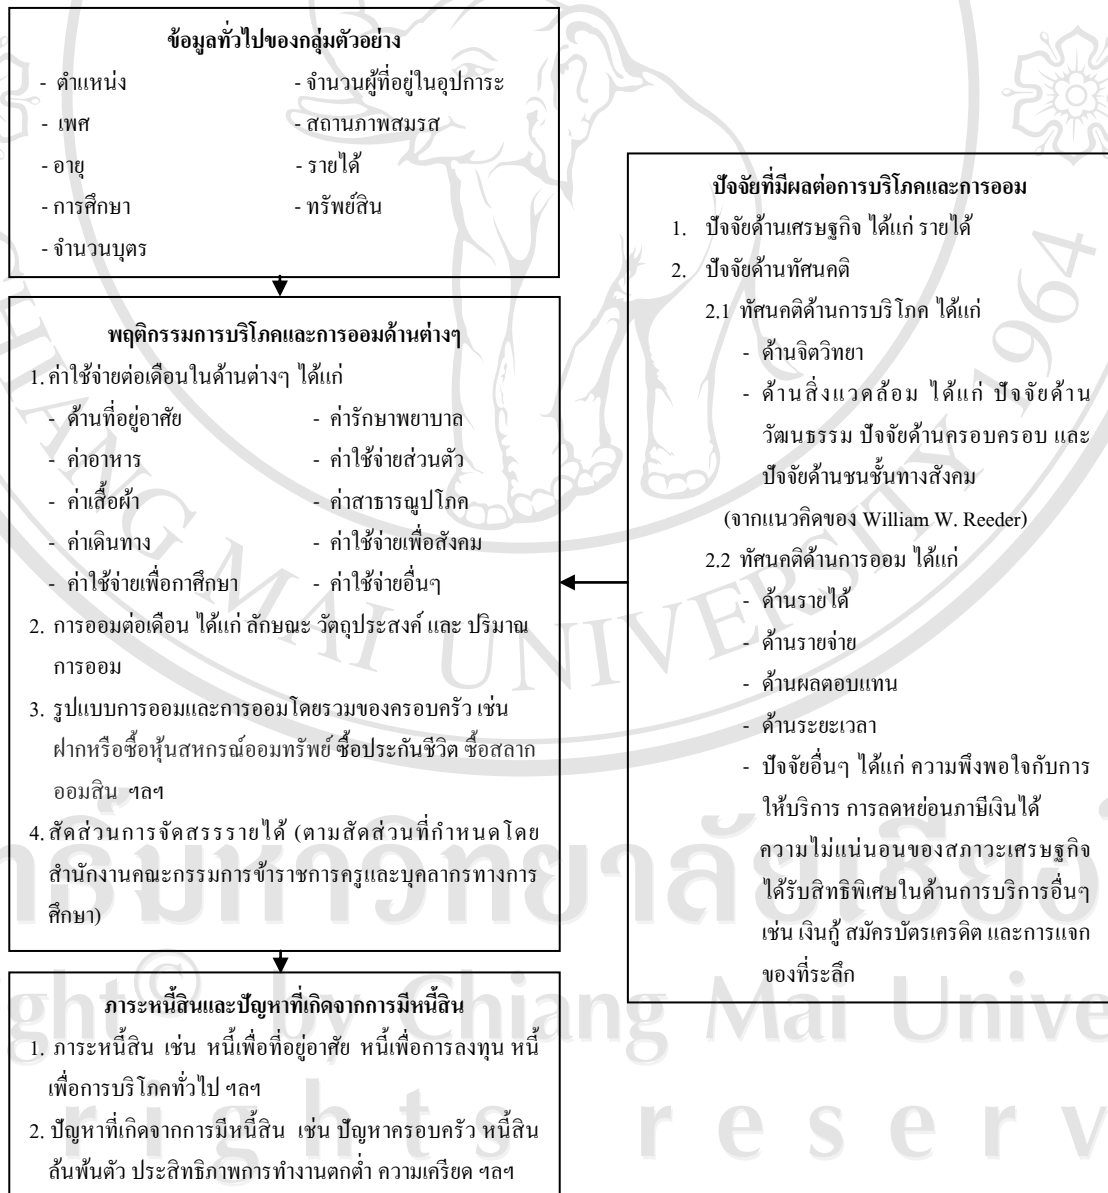 ข้อมูลทั่วไปของกลุ่มตัวอย่าง
- ตำแหน่ง - จำนวนผู้ที่อยู่ในอุปการะ
- เพศ - สถานภาพสมรส
- อายุ - รายได้
- การศึกษา - ทรัพย์สิน
- จำนวนบุตร
พฤติกรรมการบริโภคและการออมด้านต่างๆ
1. ค่าใช้จ่ายต่อเดือนในด้านต่างๆ ได้แก่
- ด้านที่อยู่อาศัย - ค่ารักษาพยาบาล
- ค่าอาหาร - ค่าใช้จ่ายส่วนตัว
- ค่าเสื้อผ้า - ค่าสาธารณูปโภค
- ค่าเดินทาง - ค่าใช้จ่ายเพื่อสังคม
- ค่าใช้จ่ายเพื่อกาศึกษา - ค่าใช้จ่ายอื่นๆ
2. การออมต่อเดือน ได้แก่ ลักษณะ วัตถุประสงค์ และ ปริมาณ
การออม
3. รูปแบบการออมและการออมโดยรวมของครอบครัว เช่น
ฝากหรือซื้อหุ้นสหกรณ์ออมทรัพย์ ซื้อประกันชีวิต ซื้อสลาก
ออมสิน ฯลฯ
4. สัดส่วนการจัดสรรรายได้ (ตามสัดส่วนที่กำหนดโดย
สำนักงานคณะกรรมการข้าราชการครูและบุคลากรทางการ
ศึกษา)
ภาระหนี้สินและปัญหาที่เกิดจากการมีหนี้สิน
1. ภาระหนี้สิน เช่น หนี้เพื่อที่อยู่อาศัย หนี้เพื่อการลงทุน หนี้
เพื่อการบริโภคทั่วไป ฯลฯ
2. ปัญหาที่เกิดจากการมีหนี้สิน เช่น ปัญหาครอบครัว หนี้สิน
ล้นพ้นตัว ประสิทธิภาพการทำงานตกต่ำ ความเครียด ฯลฯ
ปัจจัยที่มีผลต่อการบริโภคและการออม
1. ปัจจัยด้านเศรษฐกิจ ได้แก่ รายได้
2. ปัจจัยด้านทัศนคติ
2.1 ทัศนคติด้านการบริโภค ได้แก่
- ด้านจิตวิทยา
- ด้านสิ่งแวดล้อม ได้แก่ ปัจจัยด้าน
วัฒนธรรม ปัจจัยด้านครอบครอบ และ
ปัจจัยด้านชนชั้นทางสังคม
(จากแนวคิดของ William W. Reeder)
2.2 ทัศนคติด้านการออม ได้แก่
- ด้านรายได้
- ด้านรายจ่าย
- ด้านผลตอบแทน
- ด้านระยะเวลา
- ปัจจัยอื่นๆ ได้แก่ ความพึงพอใจกับการ
ให้บริการ การลดหย่อนภาษีเงินได้
ความไม่แน่นอนของสภาวะเศรษฐกิจ
ได้รับสิทธิพิเศษในด้านการบริการอื่นๆ
เช่น เงินกู้ สมัครบัตรเครดิต และการแจก
ของที่ระลึก
ANG MAI UNIVERSITY 1964
ธิ์มหาวิทยาลัยเชียงใ
ight© by Chiang Mai Unive
rights reserv